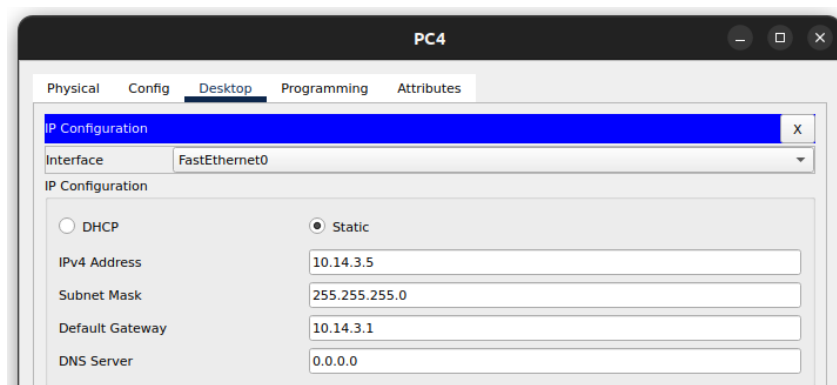 PC4
Physical Config Desktop Programming Attributes
IP Configuration X
Interface FastEthernet0
IP Configuration
DHCP Static
IPv4 Address 10.14.3.5
Subnet Mask 255.255.255.0
Default Gateway 10.14.3.1
DNS Server 0.0.0.0